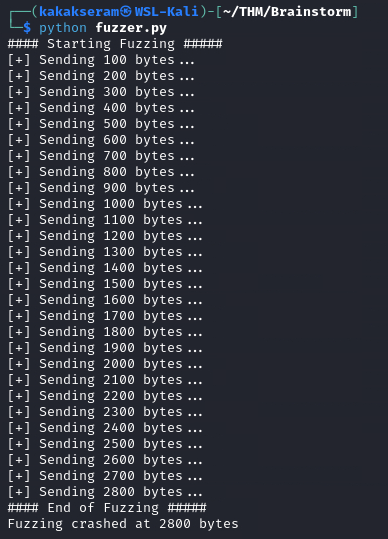 ┌──(kakakseram㉿WSL-Kali)-[~/THM/Brainstorm]
└─$ python fuzzer.py
#### Starting Fuzzing #####
[+] Sending 100 bytes...
[+] Sending 200 bytes...
[+] Sending 300 bytes...
[+] Sending 400 bytes...
[+] Sending 500 bytes...
[+] Sending 600 bytes...
[+] Sending 700 bytes...
[+] Sending 800 bytes...
[+] Sending 900 bytes...
[+] Sending 1000 bytes...
[+] Sending 1100 bytes...
[+] Sending 1200 bytes...
[+] Sending 1300 bytes...
[+] Sending 1400 bytes...
[+] Sending 1500 bytes...
[+] Sending 1600 bytes...
[+] Sending 1700 bytes...
[+] Sending 1800 bytes...
[+] Sending 1900 bytes...
[+] Sending 2000 bytes...
[+] Sending 2100 bytes...
[+] Sending 2200 bytes...
[+] Sending 2300 bytes...
[+] Sending 2400 bytes...
[+] Sending 2500 bytes...
[+] Sending 2600 bytes...
[+] Sending 2700 bytes...
[+] Sending 2800 bytes...
#### End of Fuzzing #####
Fuzzing crashed at 2800 bytes